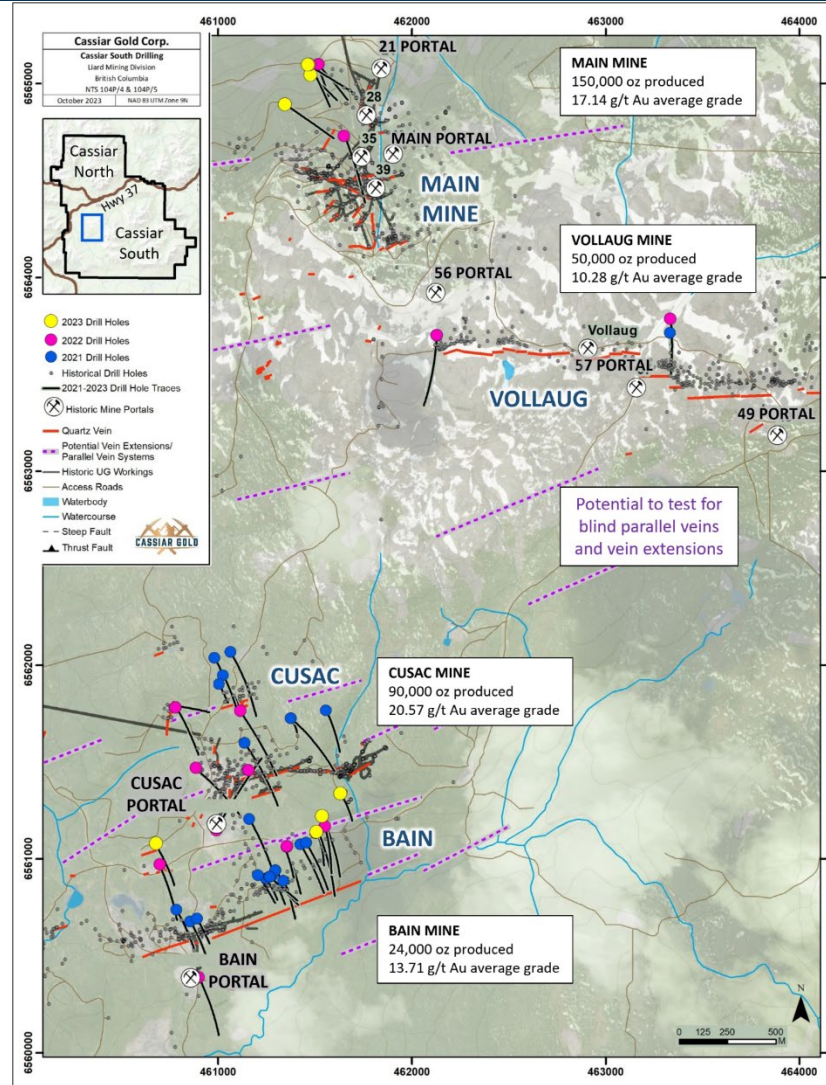 461000
462000
463000
464000
Cassiar Gold Corp.
Cassiar South Drilling
Liard Mining Division
British Columbia
NTS 104P/4 & 104P/5
October 2023
NAD 83 UTM Zone 9N
Cassiar
North
Hwy 37
Cassiar
South
2023 Drill Holes
2022 Drill Holes
2021 Drill Holes
Historical Drill Holes
2021-2023 Drill Hole Traces
Historic Mine Portals
Quartz Vein
Potential Vein Extensions/
Parallel Vein Systems
Historic UG Workings
Access Roads
Waterbody
Watercourse
Steep Fault
Thrust Fault
CASSIAR GOLD
21 PORTAL
28
35
MAIN PORTAL
39
MAIN
MINE
MAIN MINE
150,000 oz produced
17.14 g/t Au average grade
VOLLAUG MINE
50,000 oz produced
10.28 g/t Au average grade
56 PORTAL
Vollaug
57 PORTAL
VOLLAUG
49 PORTAL
Potential to test for
blind parallel veins
and vein extensions
CUSAC
CUSAC MINE
90,000 oz produced
20.57 g/t Au average grade
CUSAC
PORTAL
BAIN
BAIN MINE
24,000 oz produced
13.71 g/t Au average grade
BAIN
PORTAL
N
0 125 250 500
M
6565000
6564000
6563000
6562000
6561000
6560000
461000
462000
463000
464000